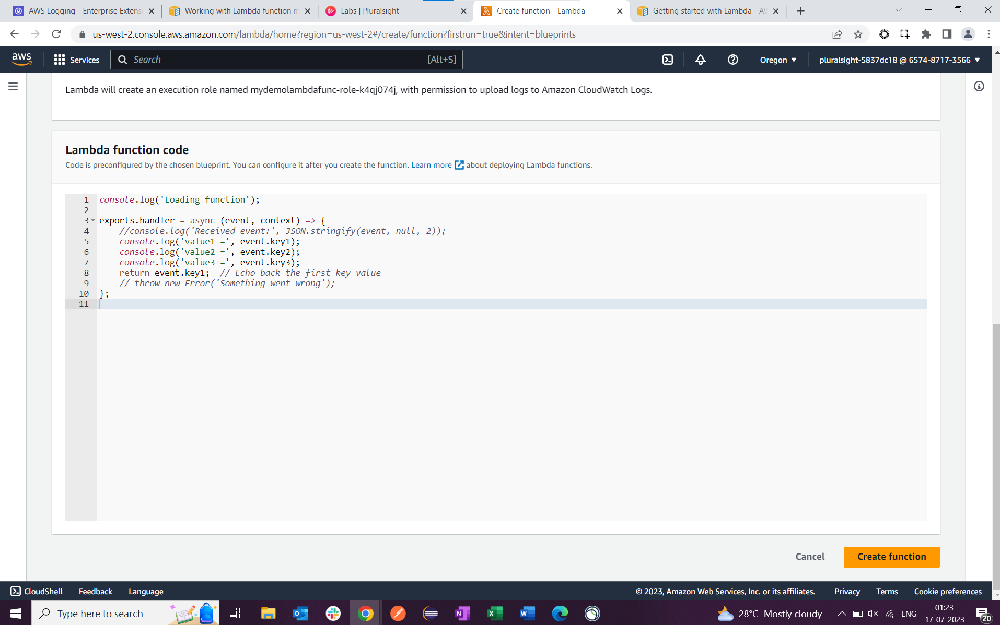 AWS Logging - Enterprise Extensi
Working with Lambda function m
Labs | Pluralsight
Create function - Lambda
Getting started with Lambda - AW
us-west-2.console.aws.amazon.com/lambda/home?region=us-west-2#/create/function?firstrun=true&intent=blueprints
aws
Services
Search
[Alt+S]
Oregon
pluralsight-5837dc18 @ 6574-8717-3566
Lambda will create an execution role named mydemolambdafunc-role-k4qj074j, with permission to upload logs to Amazon CloudWatch Logs.
Lambda function code
Code is preconfigured by the chosen blueprint. You can configure it after you create the function. Learn more about deploying Lambda functions.
1 console.log('Loading function');
2
3 exports.handler = async (event, context) => {
4 //console.log('Received event:', JSON.stringify(event, null, 2));
5 console.log('value1 =', event.key1);
6 console.log('value2 =', event.key2);
7 console.log('value3 =', event.key3);
8 return event.key1; // Echo back the first key value
9 // throw new Error('Something went wrong');
10 };
11
Cancel
Create function
CloudShell
Feedback
Language
© 2023, Amazon Web Services, Inc. or its affiliates.
Privacy
Terms
Cookie preferences
Type here to search
28°C Mostly cloudy
ENG
01:23
17-07-2023
20